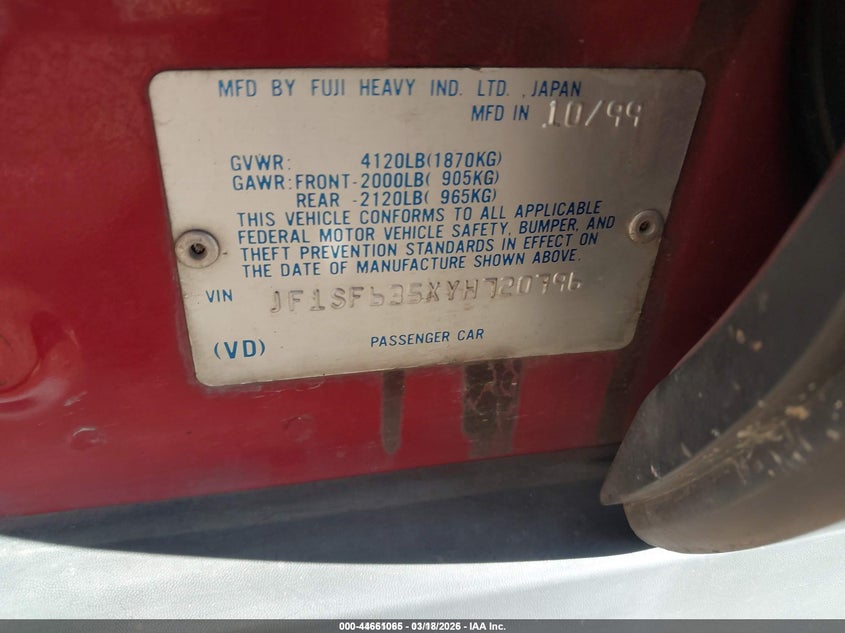 MFD BY FUJI HEAVY IND. LTD., JAPAN
MFD IN 10/99
GVWR: 4120LB(1870KG)
GAWR:FRONT-2000LB( 905KG)
REAR -2120LB( 965KG)
THIS VEHICLE CONFORMS TO ALL APPLICABLE
FEDERAL MOTOR VEHICLE SAFETY, BUMPER, AND
THEFT PREVENTION STANDARDS IN EFFECT ON
THE DATE OF MANUFACTURE SHOWN ABOVE.
VIN JF1SF635XYH720796
(VD) PASSENGER CAR
000-44661065 - 03/18/2026 - IAA Inc.